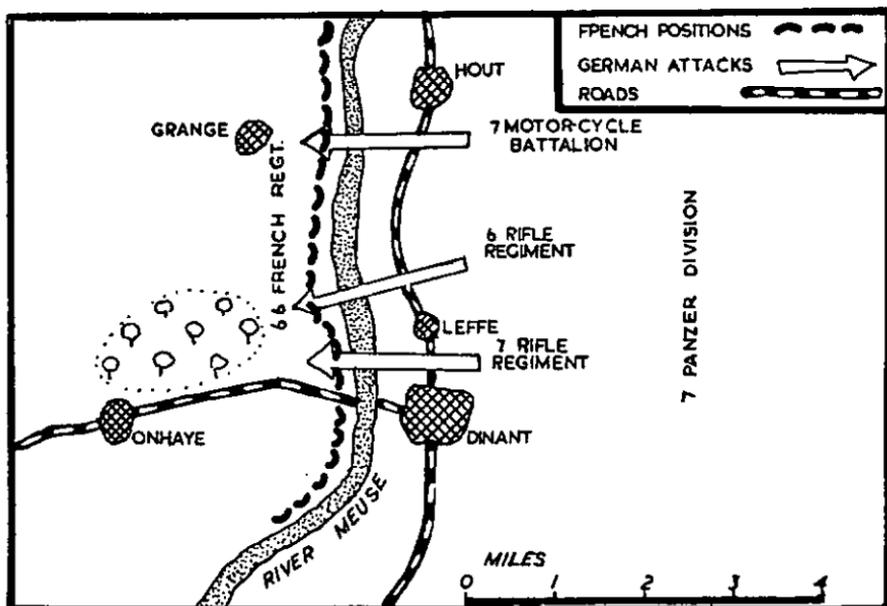 FPENCH POSITIONS
GERMAN ATTACKS
ROADS
HOUT
GRANGE
7 MOTOR-CYCLE
BATTALION
66 FRENCH REGT.
6 RIFLE
REGIMENT
7 PANZER DIVISION
LEFFE
7 RIFLE
REGIMENT
ONHAYE
DINANT
RIVER MEUSE
MILES
0 1 2 3 4